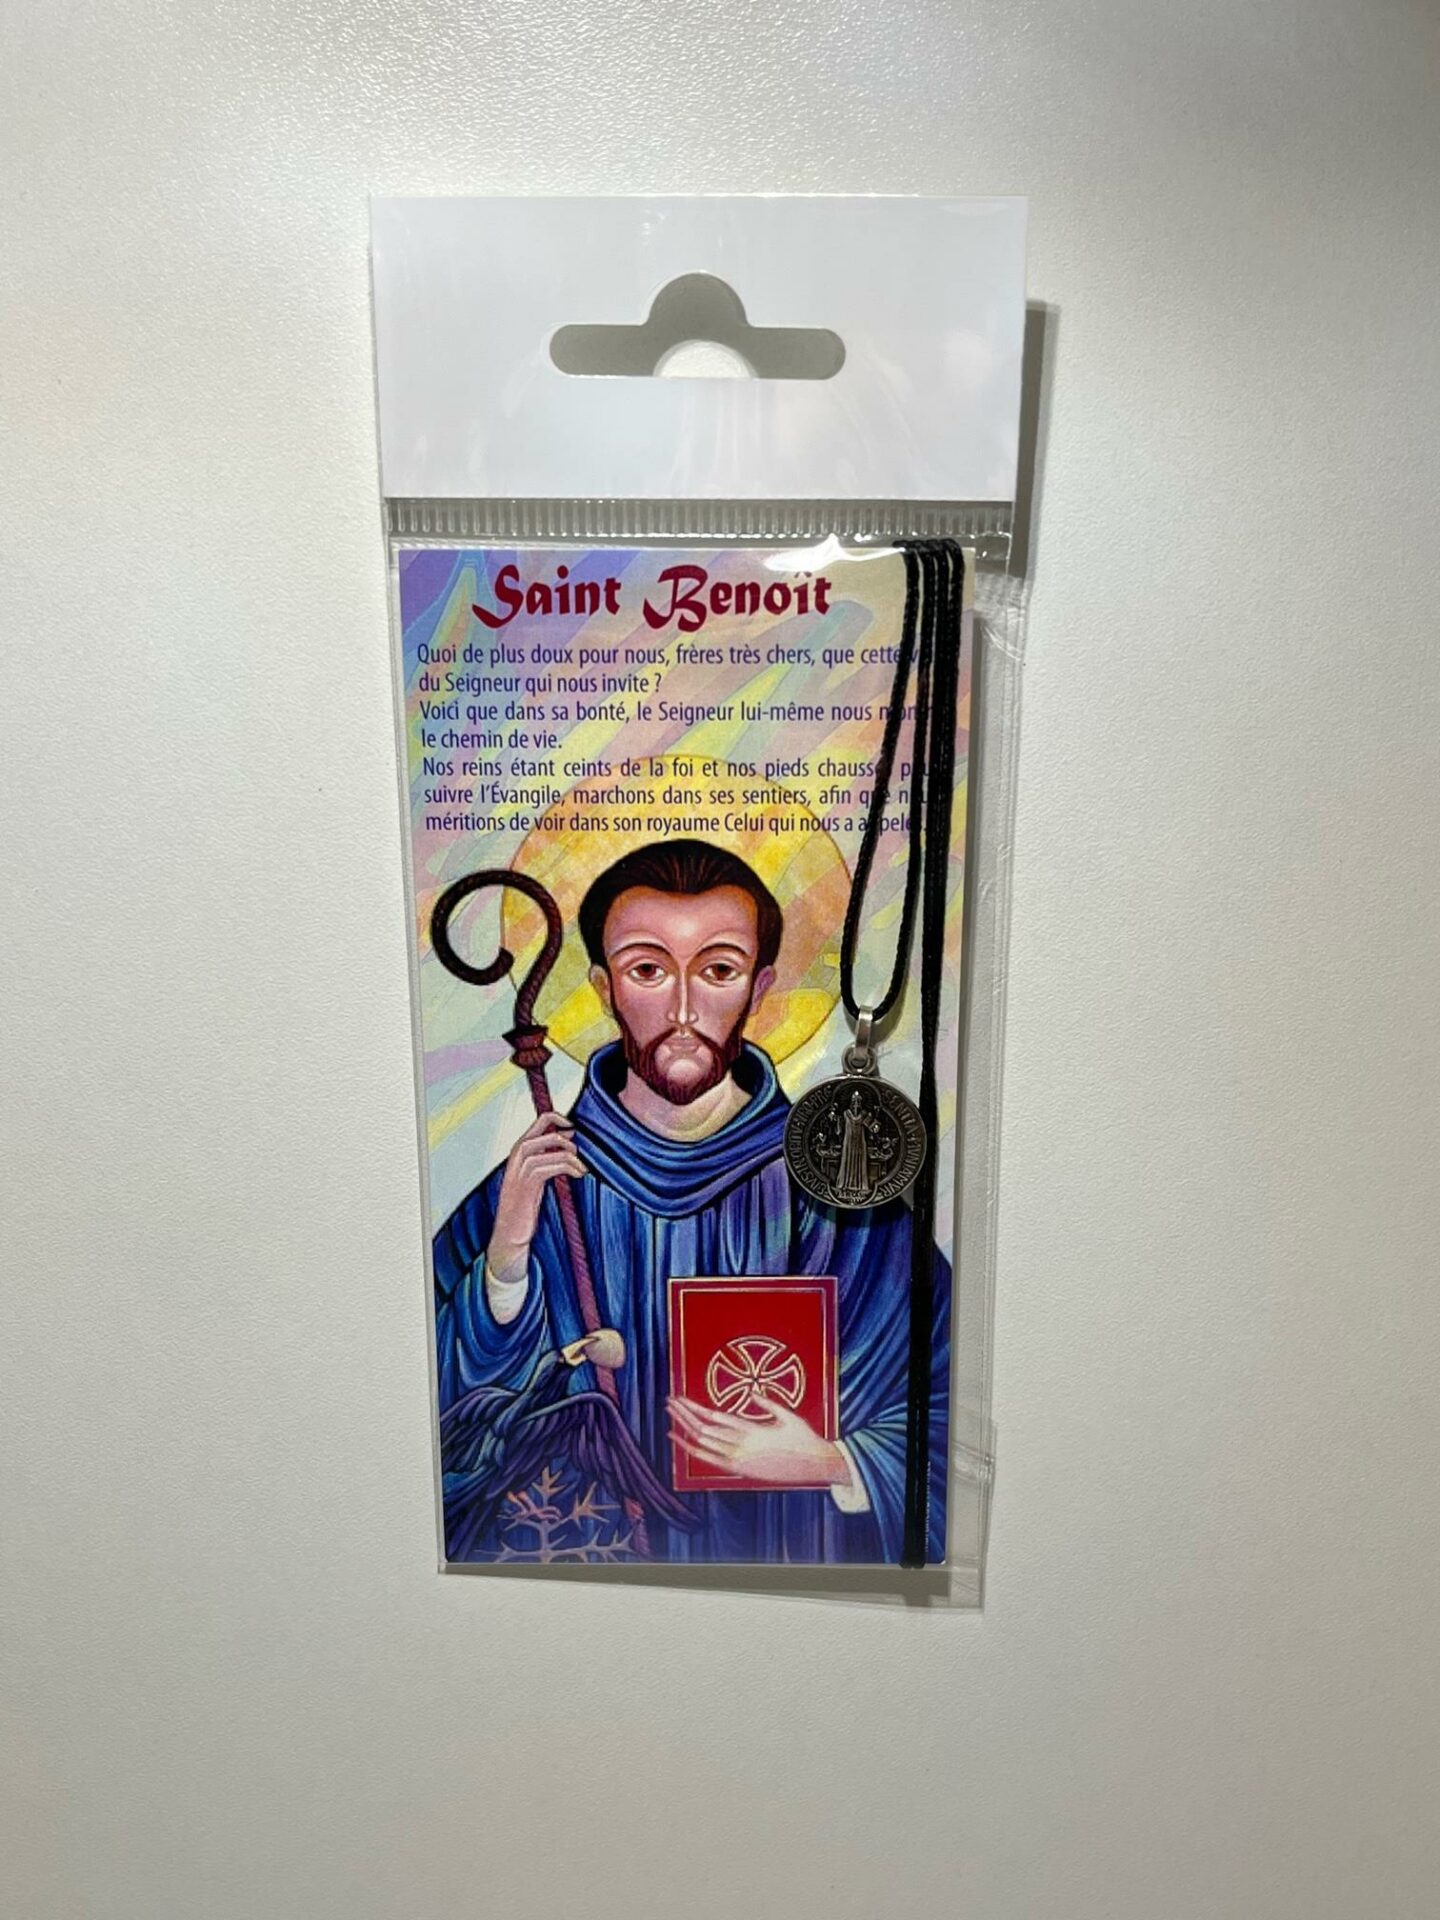 Saint Benoît
Quoi de plus doux pour nous, frères très chers, que cette
du Seigneur qui nous invite ?
Voici que dans sa bonté, le Seigneur lui-même nous
le chemin de vie.
Nos reins étant ceints de la foi et nos pieds chaussés
suivre l'Évangile, marchons dans ses sentiers, afin que
méritions de voir dans son royaume Celui qui nous a appelés.